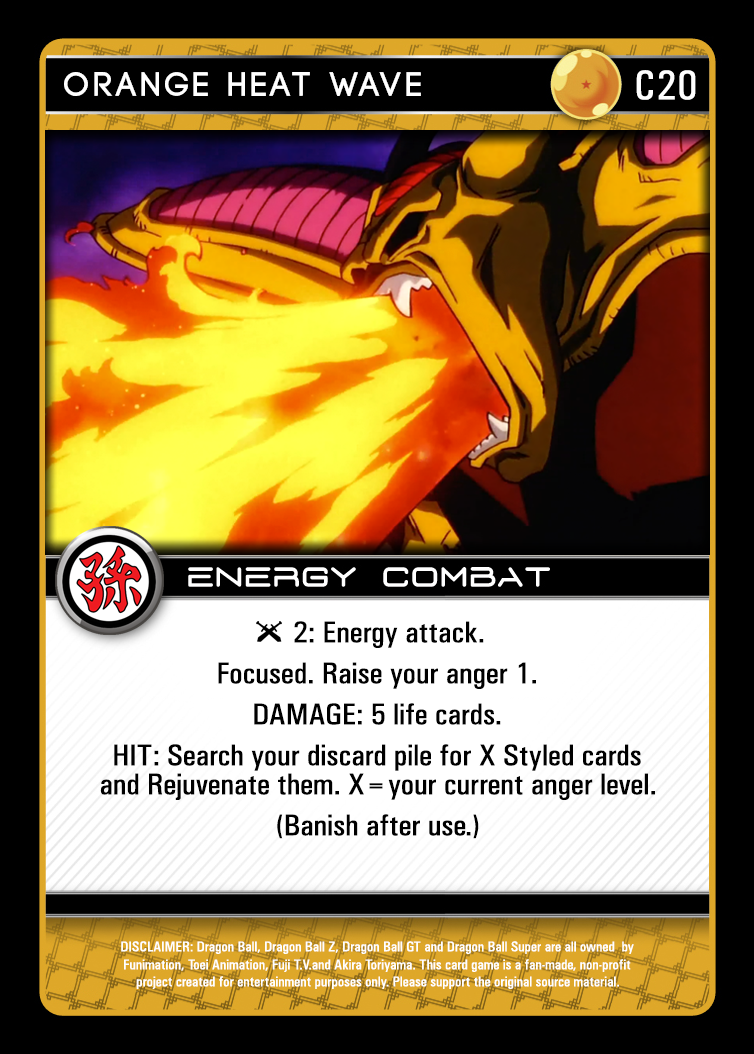 ORANGE HEAT WAVE C20
孫
ENERGY COMBAT
2: Energy attack.
Focused. Raise your anger 1.
DAMAGE: 5 life cards.
HIT: Search your discard pile for X Styled cards
and Rejuvenate them. X = your current anger level.
(Banish after use.)
DISCLAIMER: Dragon Ball, Dragon Ball Z, Dragon Ball GT and Dragon Ball Super are all owned by
Funimation, Toei Animation, Fuji T.V.and Akira Toriyama. This card game is a fan-made, non-profit
project created for entertainment purposes only. Please support the original source material.